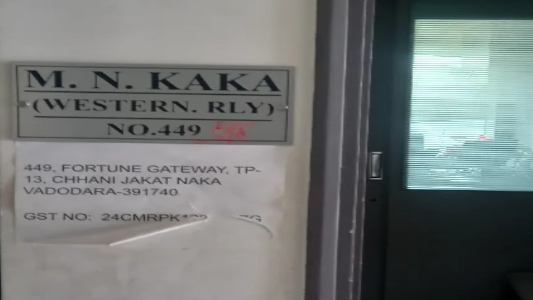 M. N. KAKA
(WESTERN. RLY)
NO.449
449, FORTUNE GATEWAY, TP-
13, CHHANI JAKAT NAKA
VADODARA-391740
GST NO: